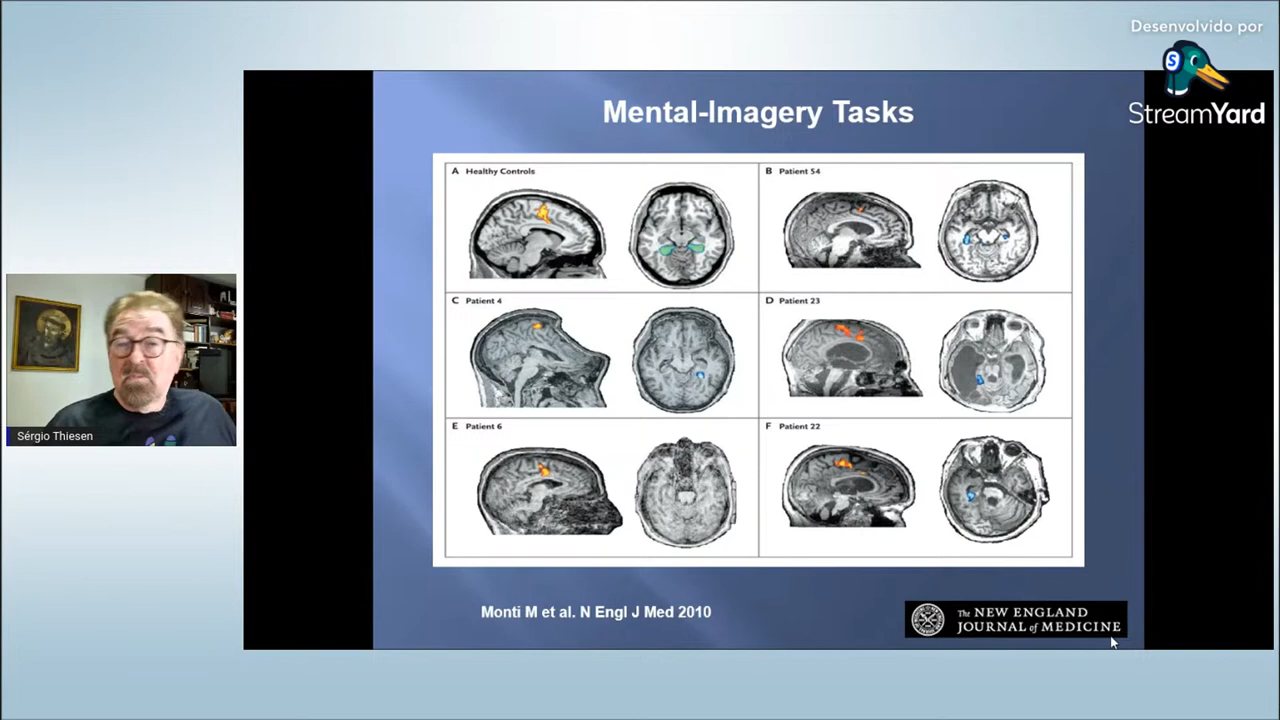 Desenvolvido por
StreamYard
Mental-Imagery Tasks
A Healthy Controls
B Patient 54
C Patient 4
D Patient 23
E Patient 6
F Patient 22
Sérgio Thiesen
Monti M et al. N Engl J Med 2010
The NEW ENGLAND
JOURNAL of MEDICINE